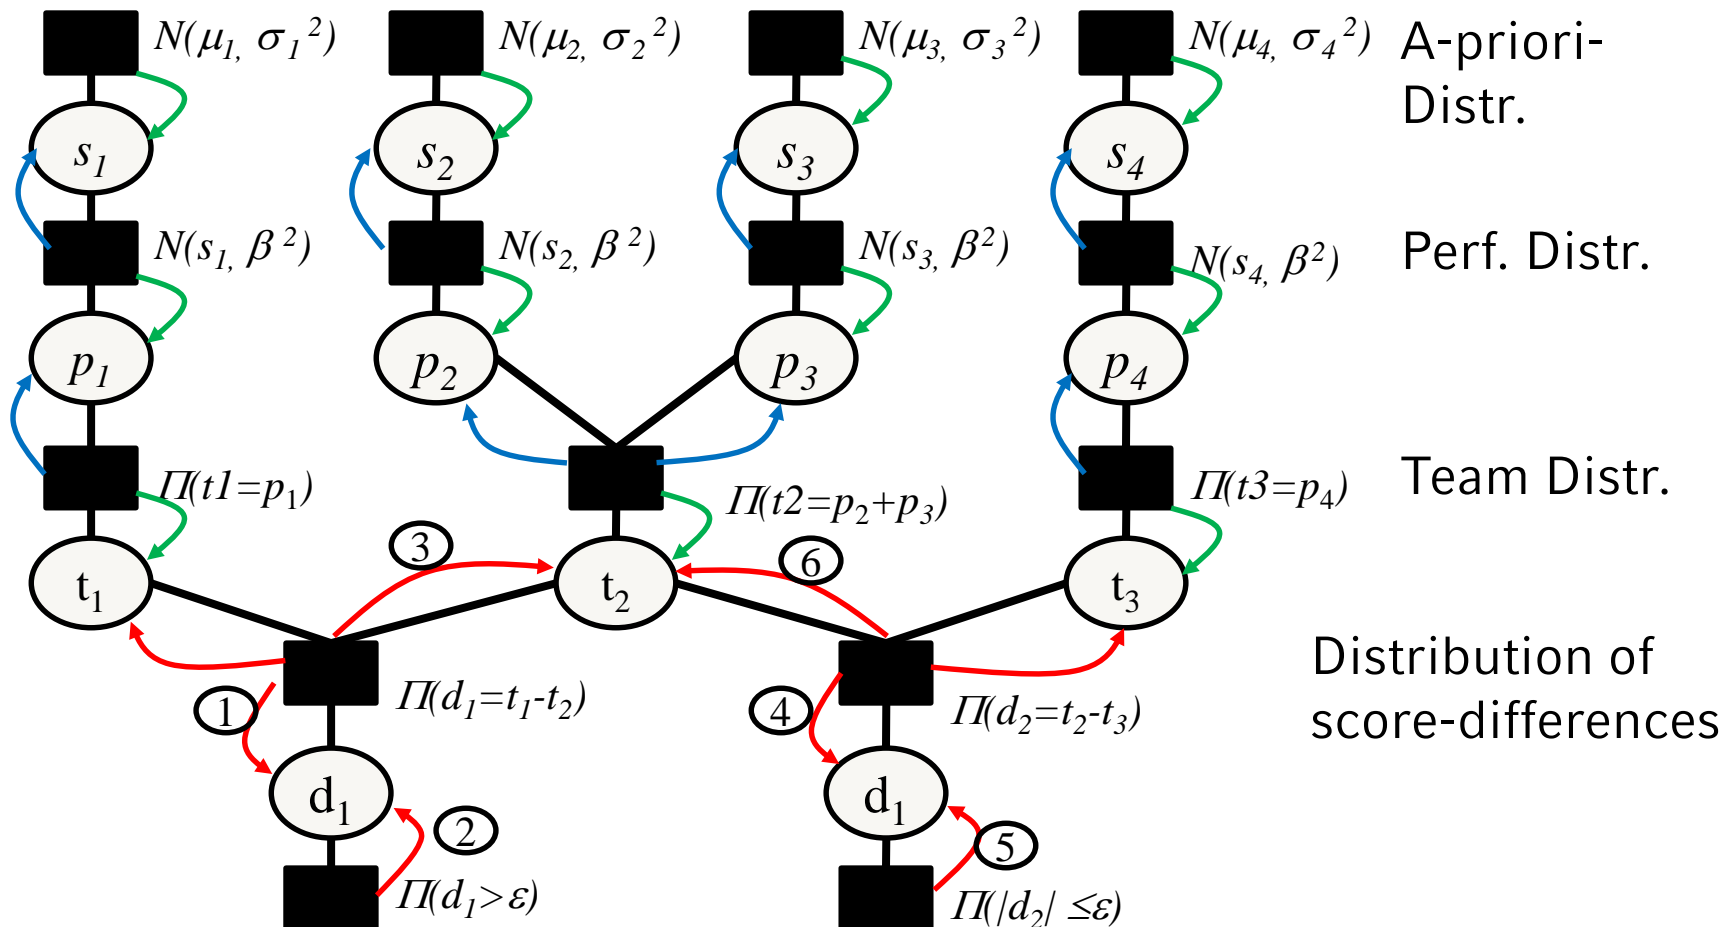 N(μ1, σ1²) N(μ2, σ2²) N(μ3, σ3²) N(μ4, σ4²) A-priori-
Distr.
s1 s2 s3 s4
N(s1, β²) N(s2, β²) N(s3, β²) N(s4, β²) Perf. Distr.
p1 p2 p3 p4
Π(t1=p1) Π(t2=p2+p3) Π(t3=p4) Team Distr.
3 6
t1 t2 t3
Distribution of
score-differences
1 Π(d1=t1-t2) 4 Π(d2=t2-t3)
d1 d1
2 5
Π(d1>ε) Π(|d2| ≤ε)